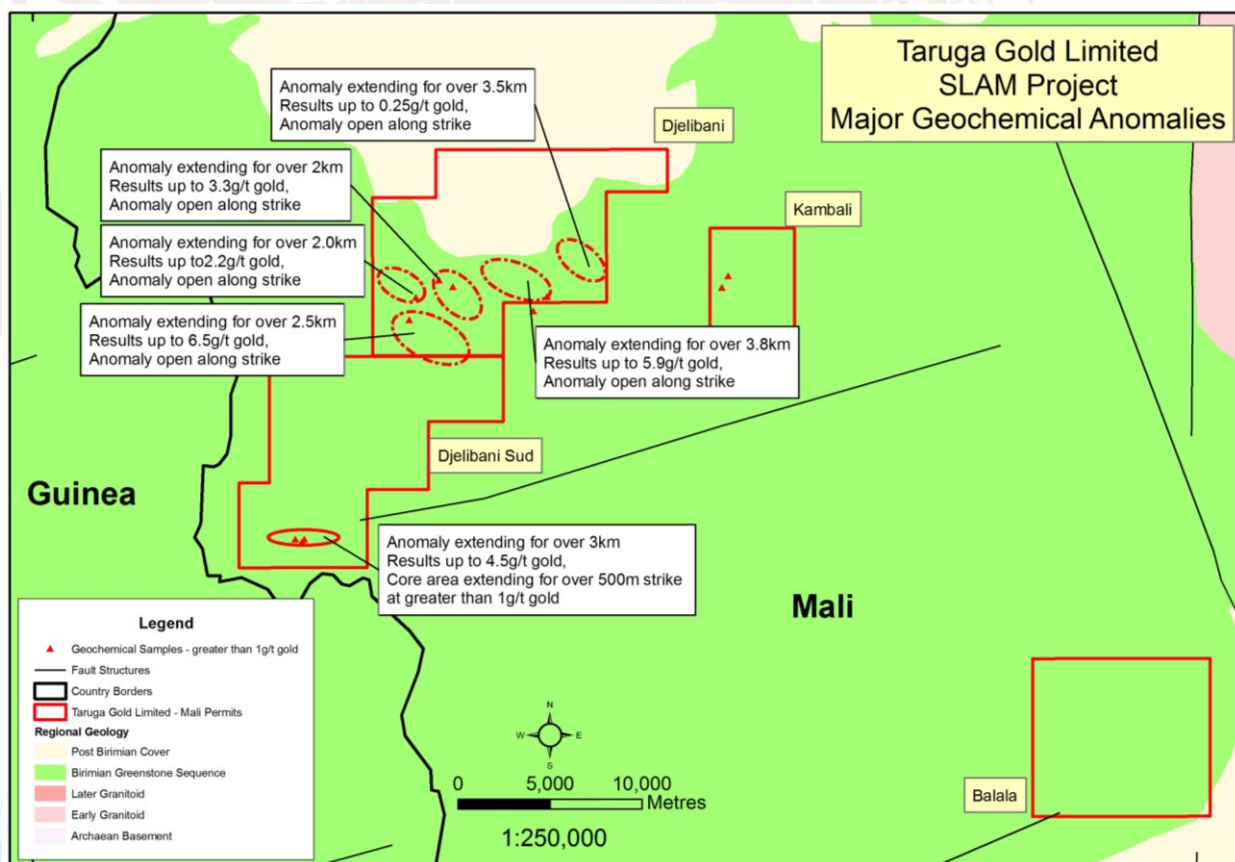 Taruga Gold Limited
SLAM Project
Major Geochemical Anomalies
Anomaly extending for over 3.5km
Results up to 0.25g/t gold,
Anomaly open along strike
Djelibani
Anomaly extending for over 2km
Results up to 3.3g/t gold,
Anomaly open along strike
Kambali
Anomaly extending for over 2.0km
Results up to2.2g/t gold,
Anomaly open along strike
Anomaly extending for over 2.5km
Results up to 6.5g/t gold,
Anomaly open along strike
Anomaly extending for over 3.8km
Results up to 5.9g/t gold,
Anomaly open along strike
Djelibani Sud
Guinea
Anomaly extending for over 3km
Results up to 4.5g/t gold,
Core area extending for over 500m strike
at greater than 1g/t gold
Mali
Legend
Geochemical Samples - greater than 1g/t gold
Fault Structures
Country Borders
Taruga Gold Limited - Mali Permits
Regional Geology
Post Birimian Cover
Birimian Greenstone Sequence
Later Granitoid
Early Granitoid
Archaean Basement
N
W E
S
0 5,000 10,000
Metres
1:250,000
Balala